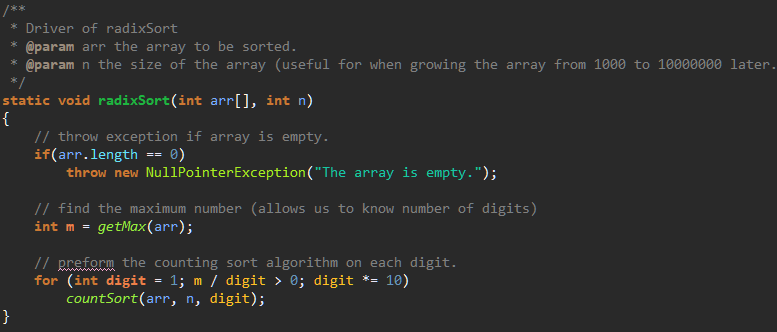 /**
 * Driver of radixSort
 * @param arr the array to be sorted.
 * @param n the size of the array (useful for when growing the array from 1000 to 10000000 later.
 */
static void radixSort(int arr[], int n)
{
    // throw exception if array is empty.
    if(arr.length == 0)
        throw new NullPointerException("The array is empty.");

    // find the maximum number (allows us to know number of digits)
    int m = getMax(arr);

    // preform the counting sort algorithm on each digit.
    for (int digit = 1; m / digit > 0; digit *= 10)
        countSort(arr, n, digit);
}